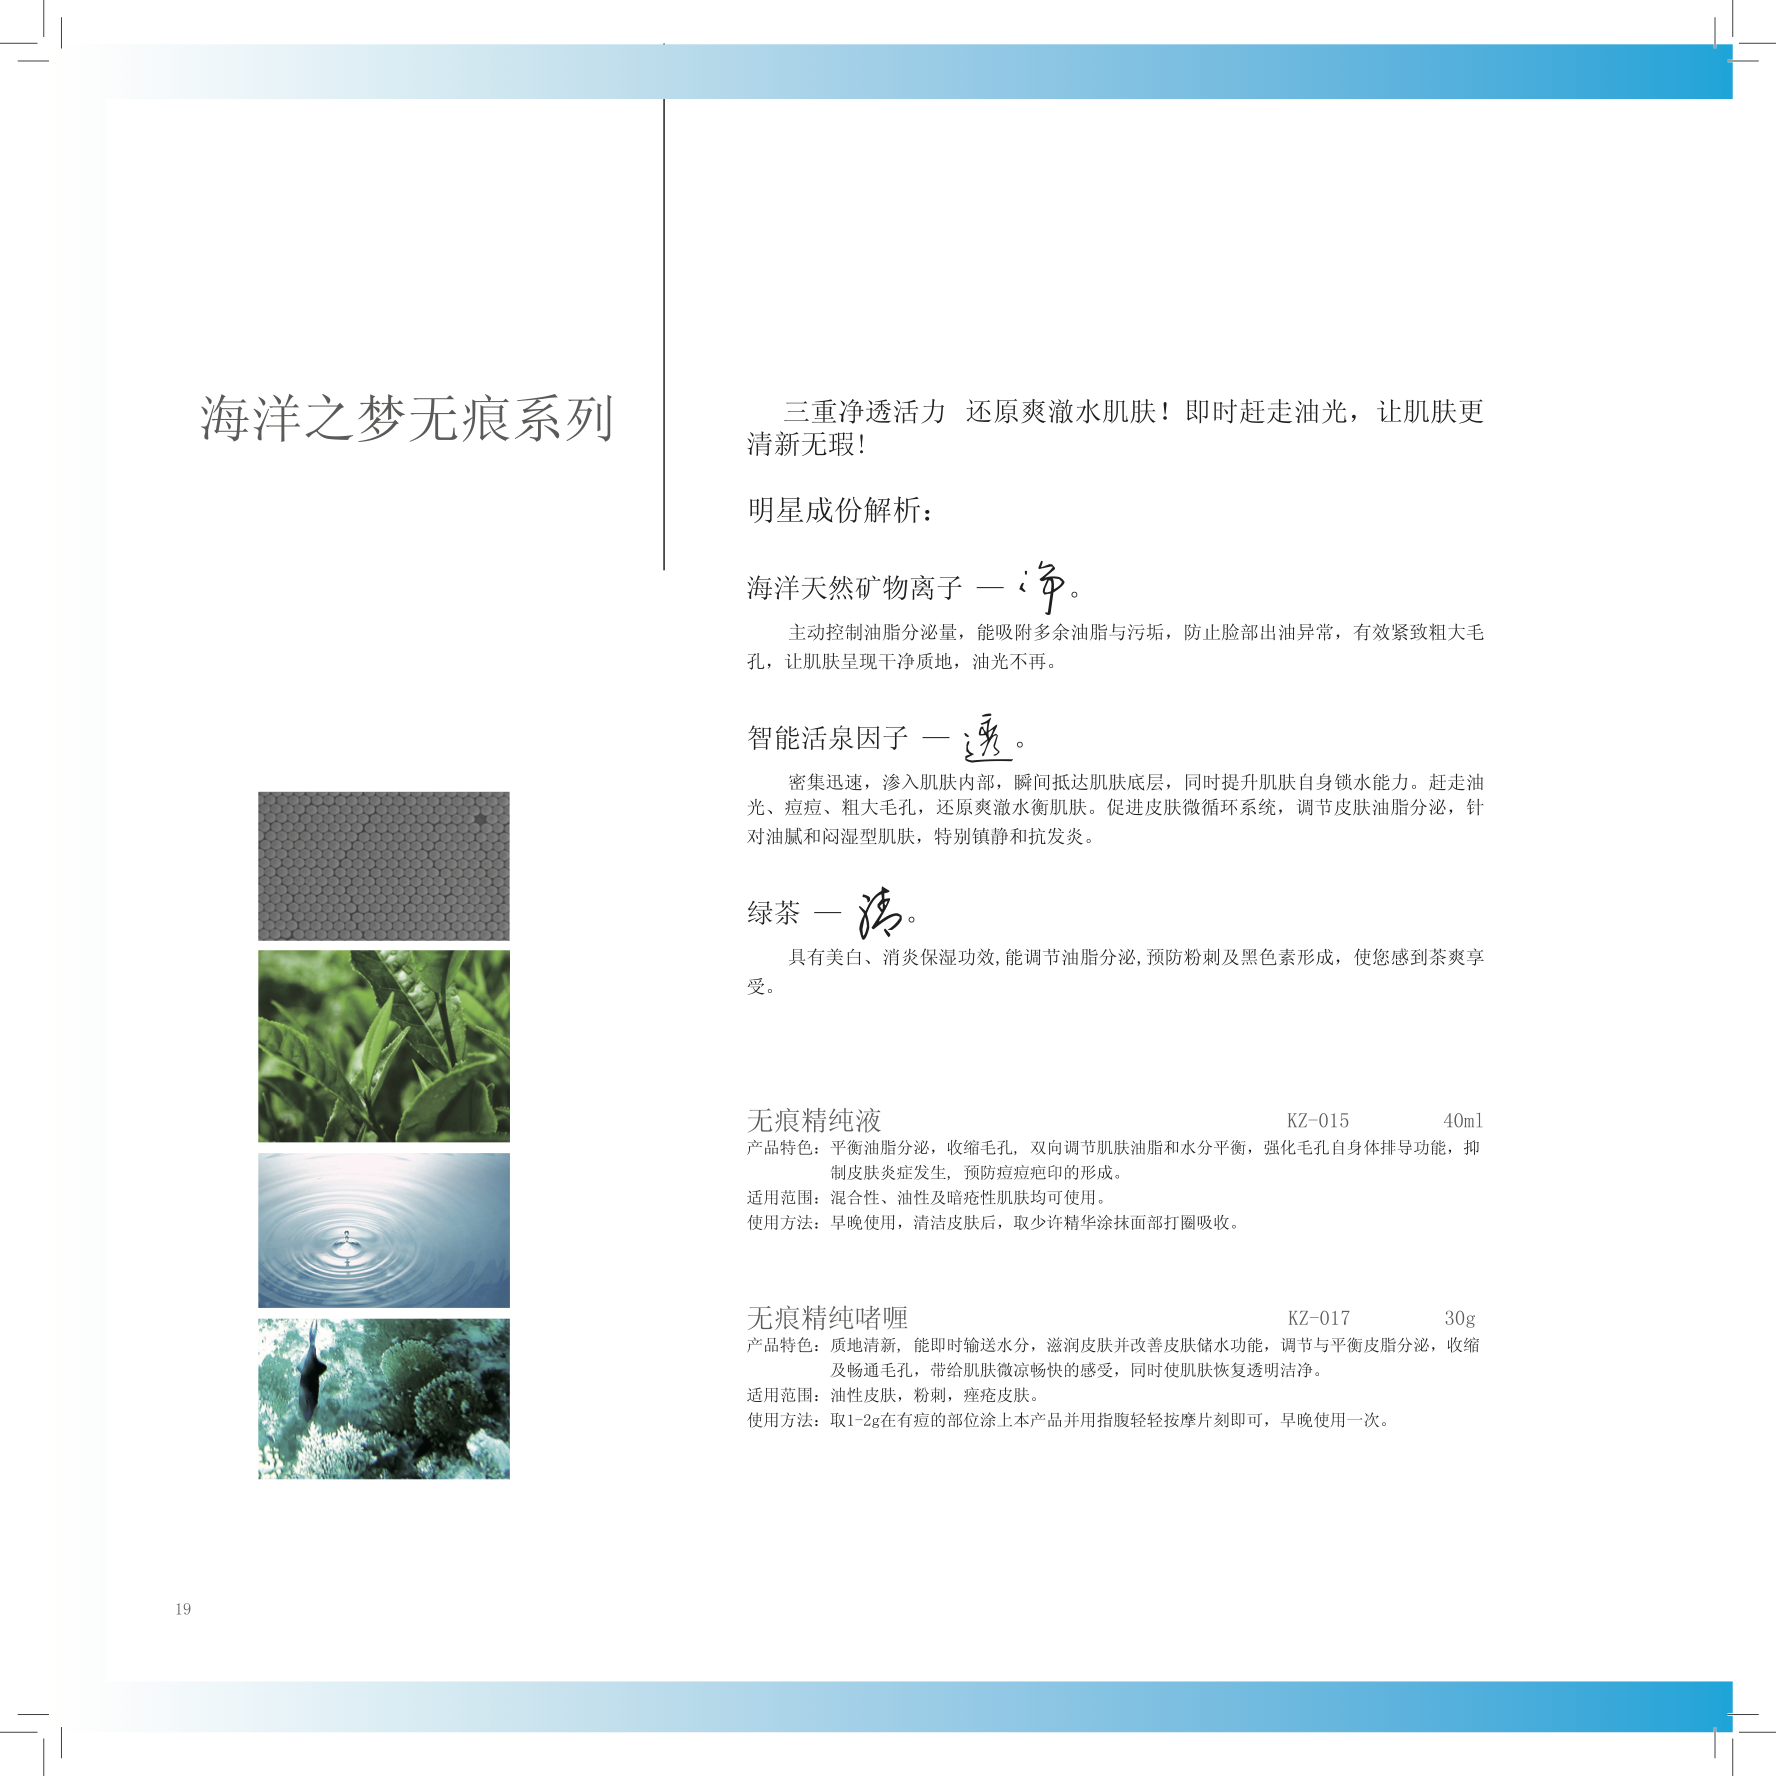 海洋之梦无痕系列
三重净透活力 还原爽澈水肌肤！即时赶走油光，让肌肤更
清新无瑕！
明星成份解析：
海洋天然矿物离子 — 净。
主动控制油脂分泌量，能吸附多余油脂与污垢，防止脸部出油异常，有效紧致粗大毛
孔，让肌肤呈现干净质地，油光不再。
智能活泉因子 — 透。
密集迅速，渗入肌肤内部，瞬间抵达肌肤底层，同时提升肌肤自身锁水能力。赶走油
光、痘痘、粗大毛孔，还原爽澈水衡肌肤。促进皮肤微循环系统，调节皮肤油脂分泌，针
对油腻和闷湿型肌肤，特别镇静和抗发炎。
绿茶 — 清。
具有美白、消炎保湿功效,能调节油脂分泌,预防粉刺及黑色素形成，使您感到茶爽享
受。
无痕精纯液 KZ-015 40ml
产品特色：平衡油脂分泌，收缩毛孔, 双向调节肌肤油脂和水分平衡，强化毛孔自身体排导功能，抑
制皮肤炎症发生, 预防痘痘疤印的形成。
适用范围：混合性、油性及暗疮性肌肤均可使用。
使用方法：早晚使用，清洁皮肤后，取少许精华涂抹面部打圈吸收。
无痕精纯啫喱 KZ-017 30g
产品特色：质地清新, 能即时输送水分，滋润皮肤并改善皮肤储水功能，调节与平衡皮脂分泌，收缩
及畅通毛孔，带给肌肤微凉畅快的感受，同时使肌肤恢复透明洁净。
适用范围：油性皮肤，粉刺，痤疮皮肤。
使用方法：取1-2g在有痘的部位涂上本产品并用指腹轻轻按摩片刻即可，早晚使用一次。
19